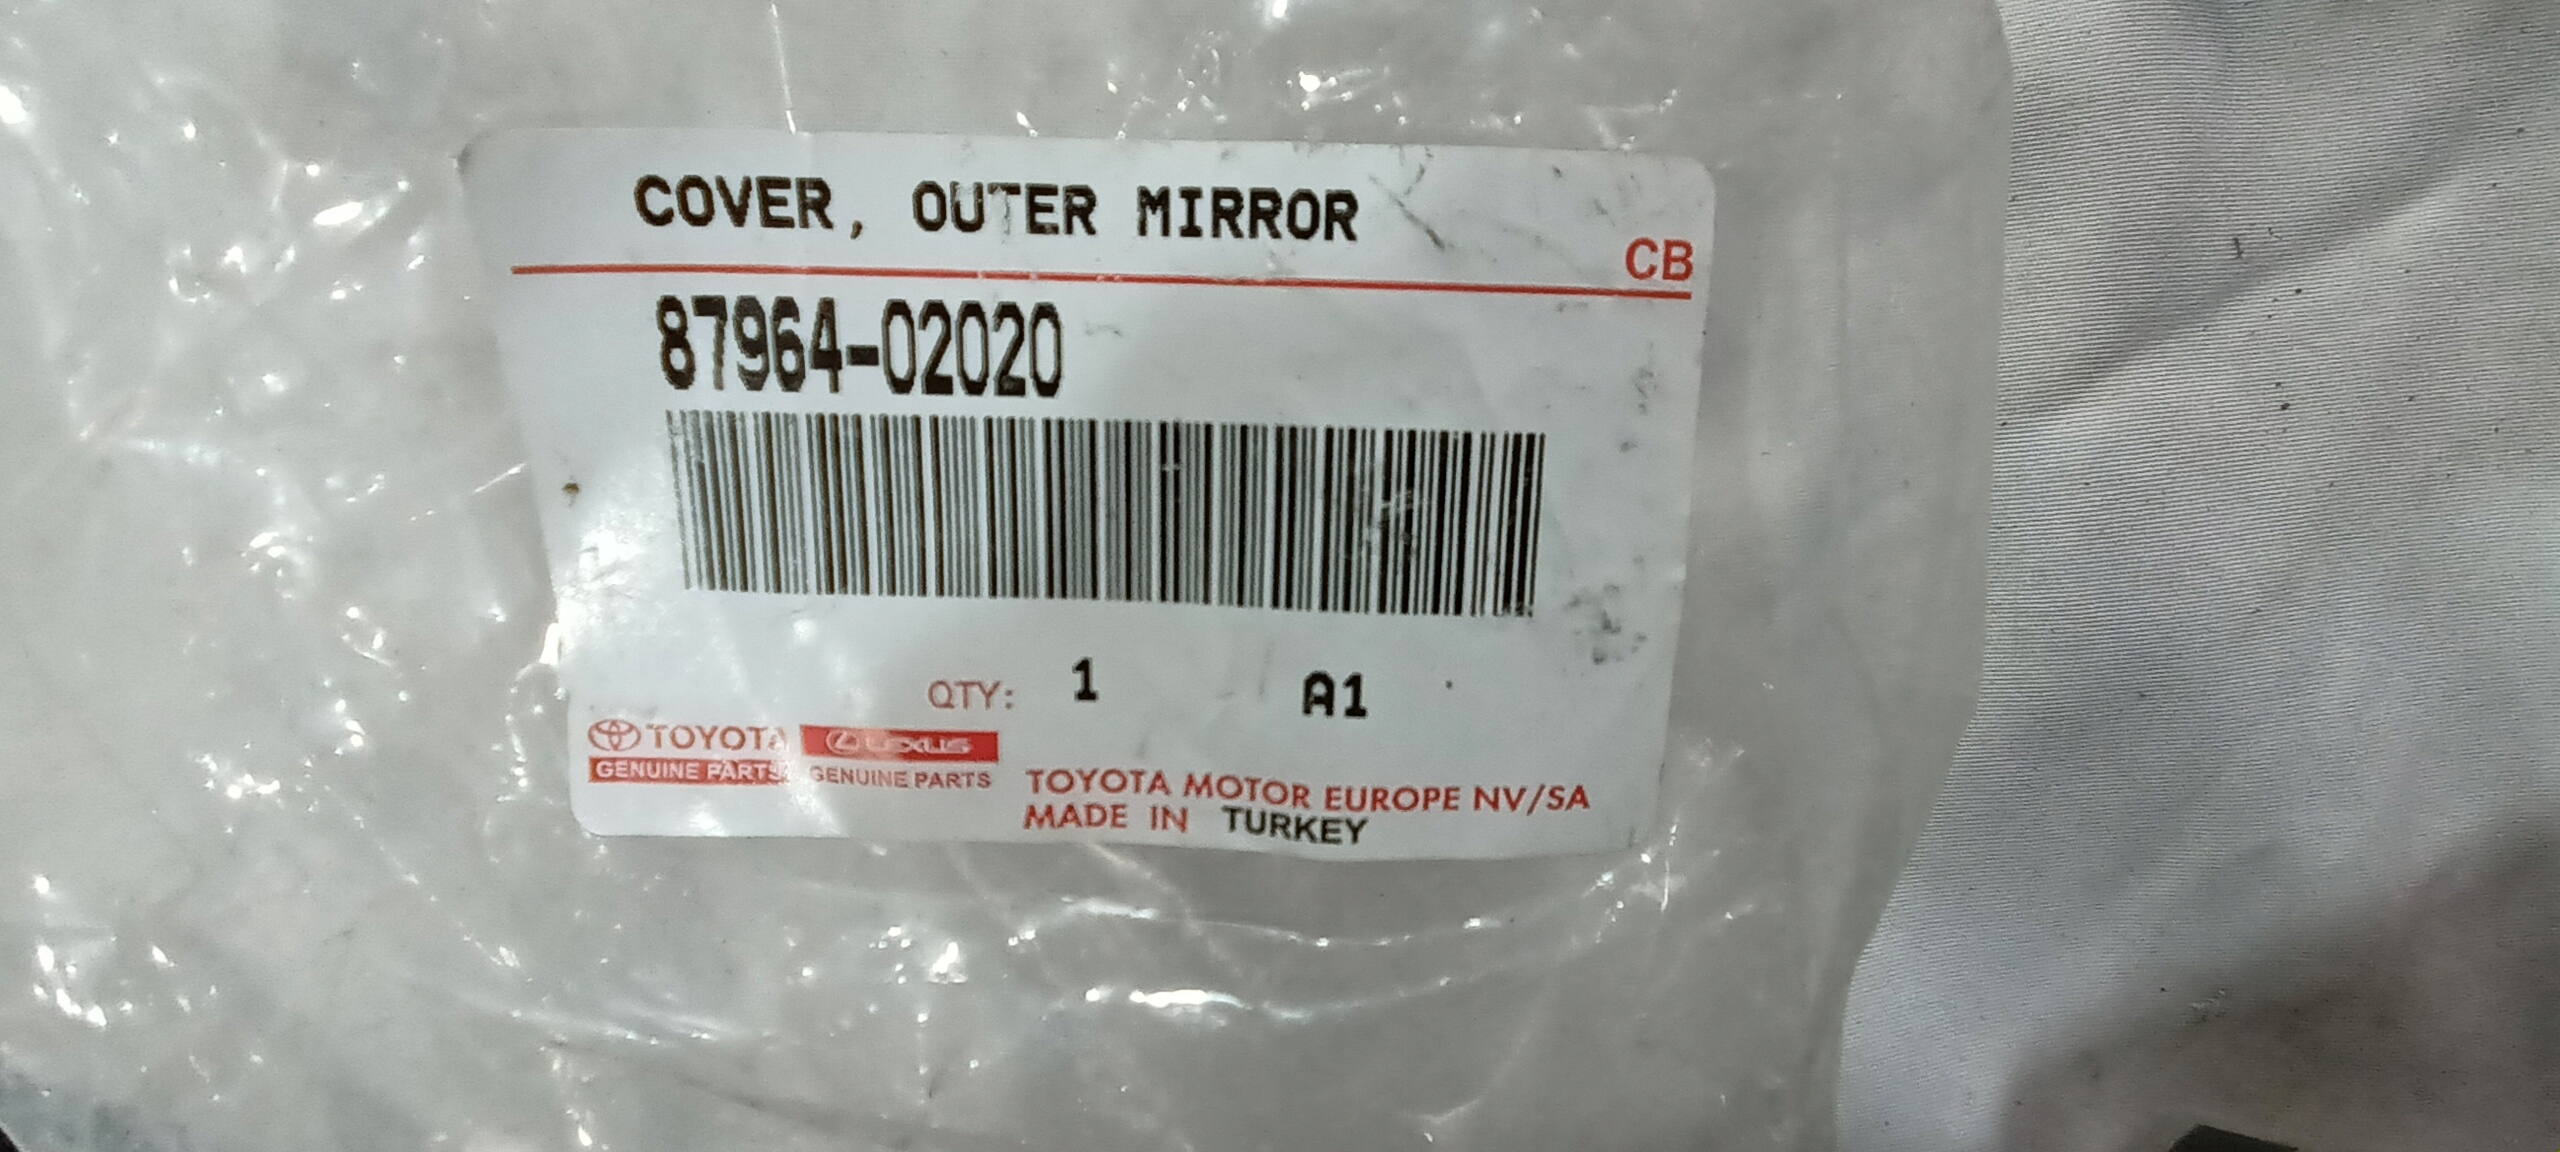 COVER, OUTER MIRROR
CB
87964-02020
QTY: 1 A1
TOYOTA LEXUS
GENUINE PARTS GENUINE PARTS
TOYOTA MOTOR EUROPE NV/SA
MADE IN TURKEY